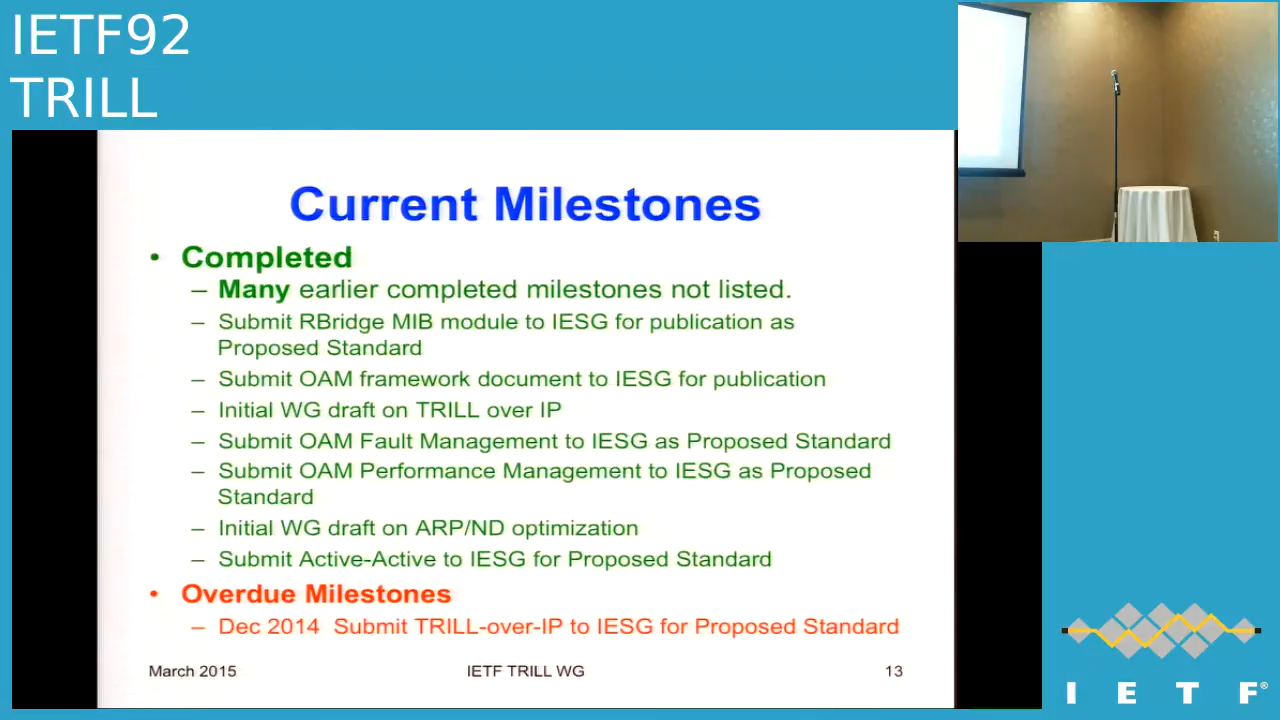 IETF92
TRILL
Current Milestones
• Completed
– Many earlier completed milestones not listed.
– Submit RBridge MIB module to IESG for publication as
Proposed Standard
– Submit OAM framework document to IESG for publication
– Initial WG draft on TRILL over IP
– Submit OAM Fault Management to IESG as Proposed Standard
– Submit OAM Performance Management to IESG as Proposed
Standard
– Initial WG draft on ARP/ND optimization
– Submit Active-Active to IESG for Proposed Standard
• Overdue Milestones
– Dec 2014 Submit TRILL-over-IP to IESG for Proposed Standard
March 2015 IETF TRILL WG 13
I E T F®